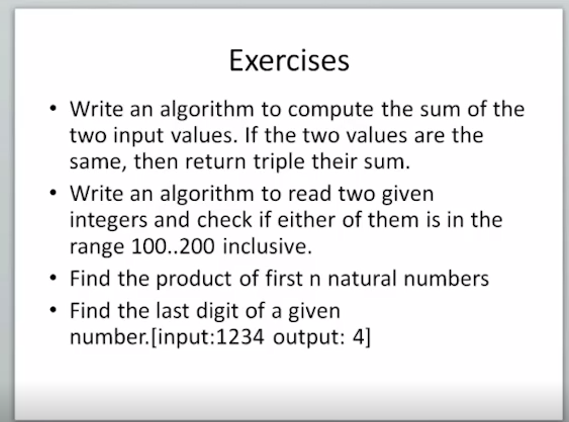 Exercises
• Write an algorithm to compute the sum of the
two input values. If the two values are the
same, then return triple their sum.
• Write an algorithm to read two given
integers and check if either of them is in the
range 100..200 inclusive.
• Find the product of first n natural numbers
• Find the last digit of a given
number.[input:1234 output: 4]